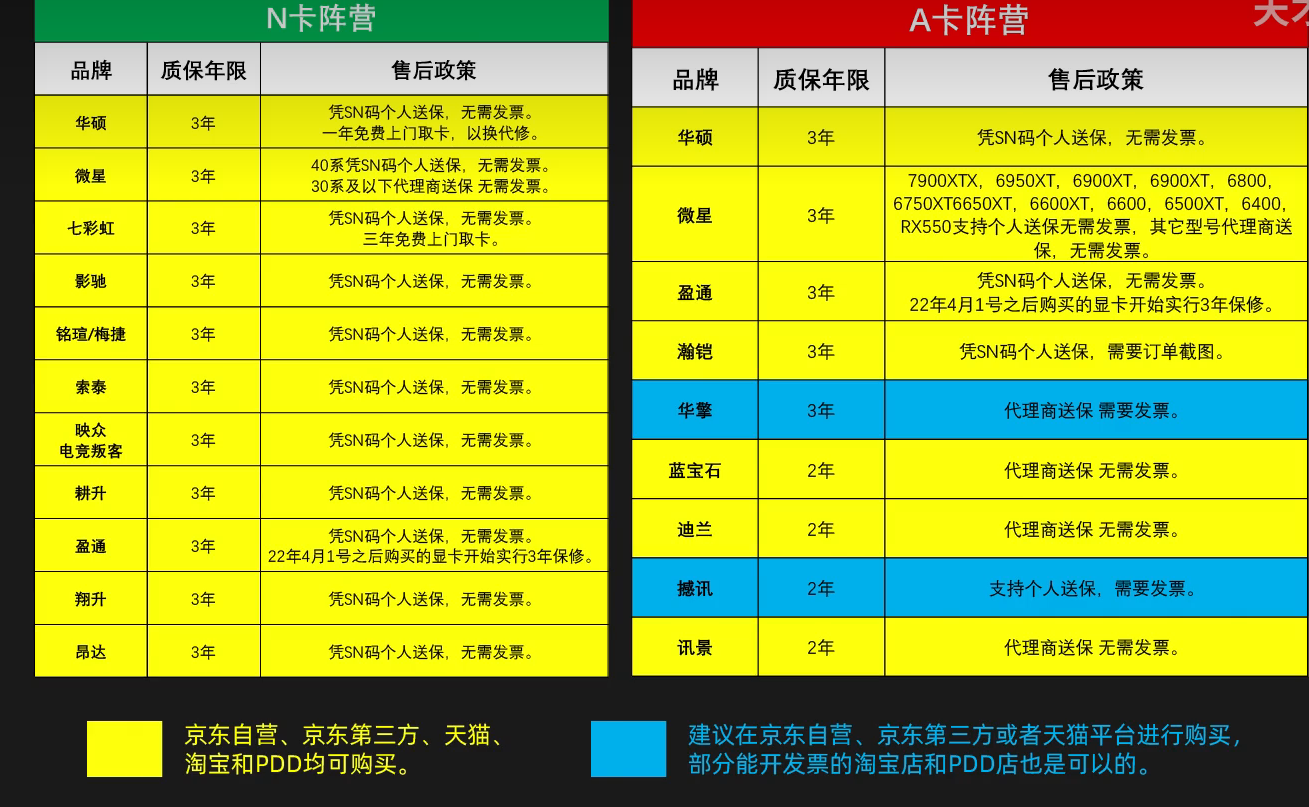 N卡阵营
品牌 质保年限 售后政策
华硕 3年 凭SN码个人送保，无需发票。
一年免费上门取卡，以换代修。
微星 3年 40系凭SN码个人送保，无需发票。
30系及以下代理商送保 无需发票。
七彩虹 3年 凭SN码个人送保，无需发票。
三年免费上门取卡。
影驰 3年 凭SN码个人送保，无需发票。
铭瑄/梅捷 3年 凭SN码个人送保，无需发票。
索泰 3年 凭SN码个人送保，无需发票。
映众
电竞叛客 3年 凭SN码个人送保，无需发票。
耕升 3年 凭SN码个人送保，无需发票。
盈通 3年 凭SN码个人送保，无需发票。
22年4月1号之后购买的显卡开始实行3年保修。
翔升 3年 凭SN码个人送保，无需发票。
昂达 3年 凭SN码个人送保，无需发票。
A卡阵营
品牌 质保年限 售后政策
华硕 3年 凭SN码个人送保，无需发票。
微星 3年 7900XTX，6950XT，6900XT，6900XT，6800，
6750XT6650XT，6600XT，6600，6500XT，6400，
RX550支持个人送保无需发票，其它型号代理商送
保，无需发票。
盈通 3年 凭SN码个人送保，无需发票。
22年4月1号之后购买的显卡开始实行3年保修。
瀚铠 3年 凭SN码个人送保，需要订单截图。
华擎 3年 代理商送保 需要发票。
蓝宝石 2年 代理商送保 无需发票。
迪兰 2年 代理商送保 无需发票。
撼讯 2年 支持个人送保，需要发票。
讯景 2年 代理商送保 无需发票。
京东自营、京东第三方、天猫、
淘宝和PDD均可购买。
建议在京东自营、京东第三方或者天猫平台进行购买，
部分能开发票的淘宝店和PDD店也是可以的。